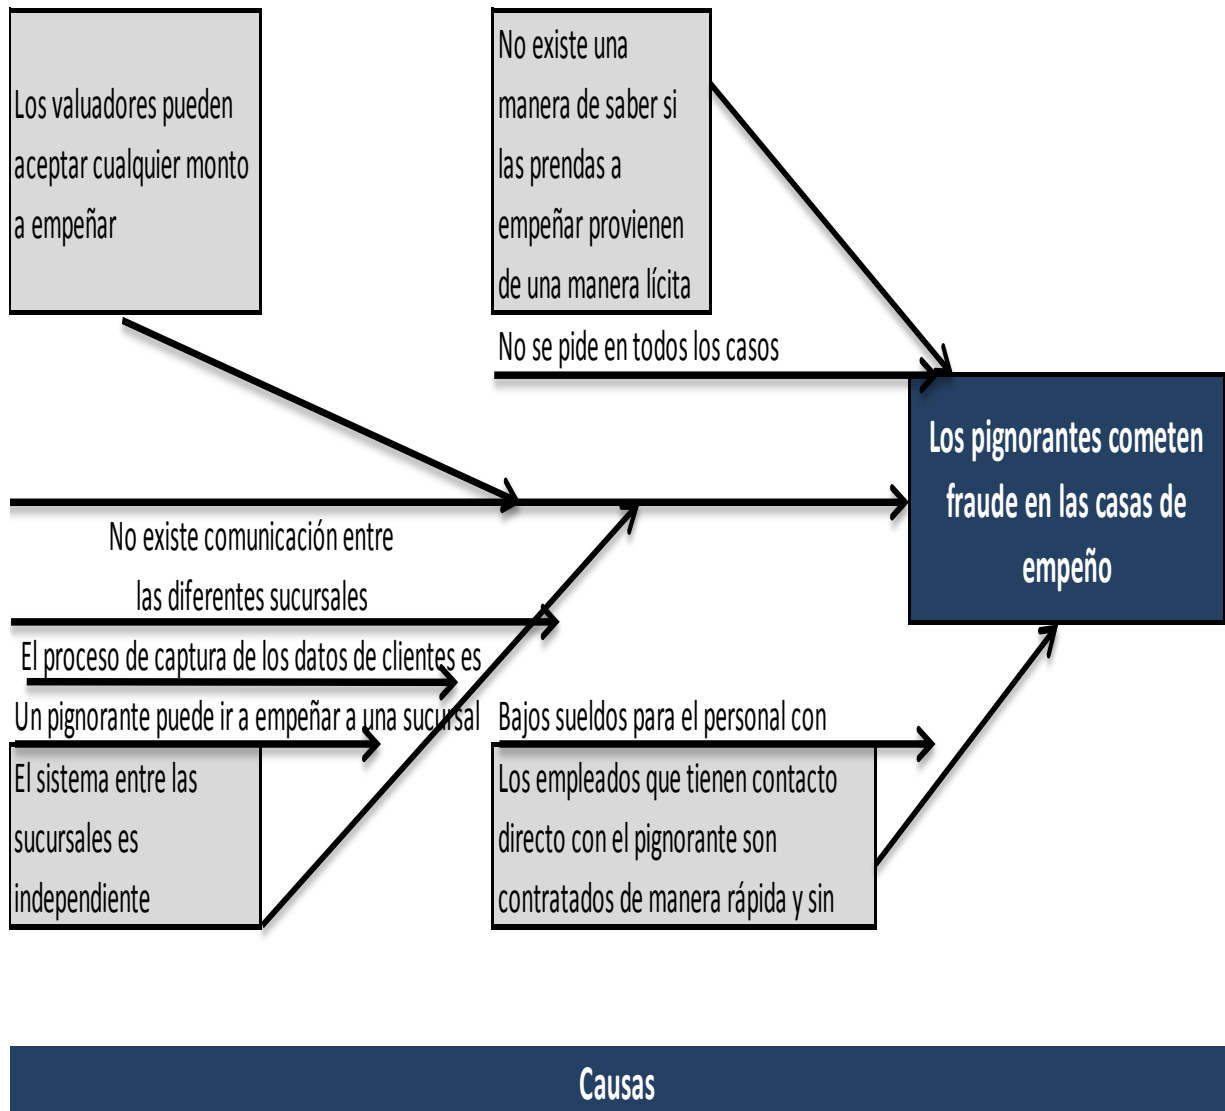 Los valuadores pueden
aceptar cualquier monto
a empeñar
No existe una
manera de saber si
las prendas a
empeñar provienen
de una manera lícita
No se pide en todos los casos
Los pignorantes cometen
fraude en las casas de
empeño
No existe comunicación entre
las diferentes sucursales
El proceso de captura de los datos de clientes es
Un pignorante puede ir a empeñar a una sucursal
El sistema entre las
sucursales es
independiente
Bajos sueldos para el personal con
Los empleados que tienen contacto
directo con el pignorante son
contratados de manera rápida y sin
Causas